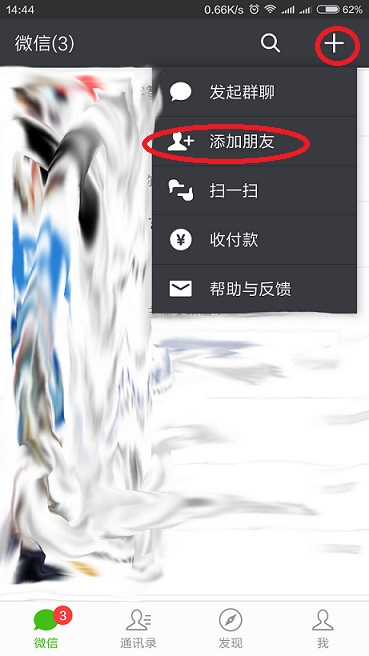 14:44 0.66K/s 62%
微信(3)
发起群聊
添加朋友
扫一扫
收付款
帮助与反馈
3
微信 通讯录 发现 我